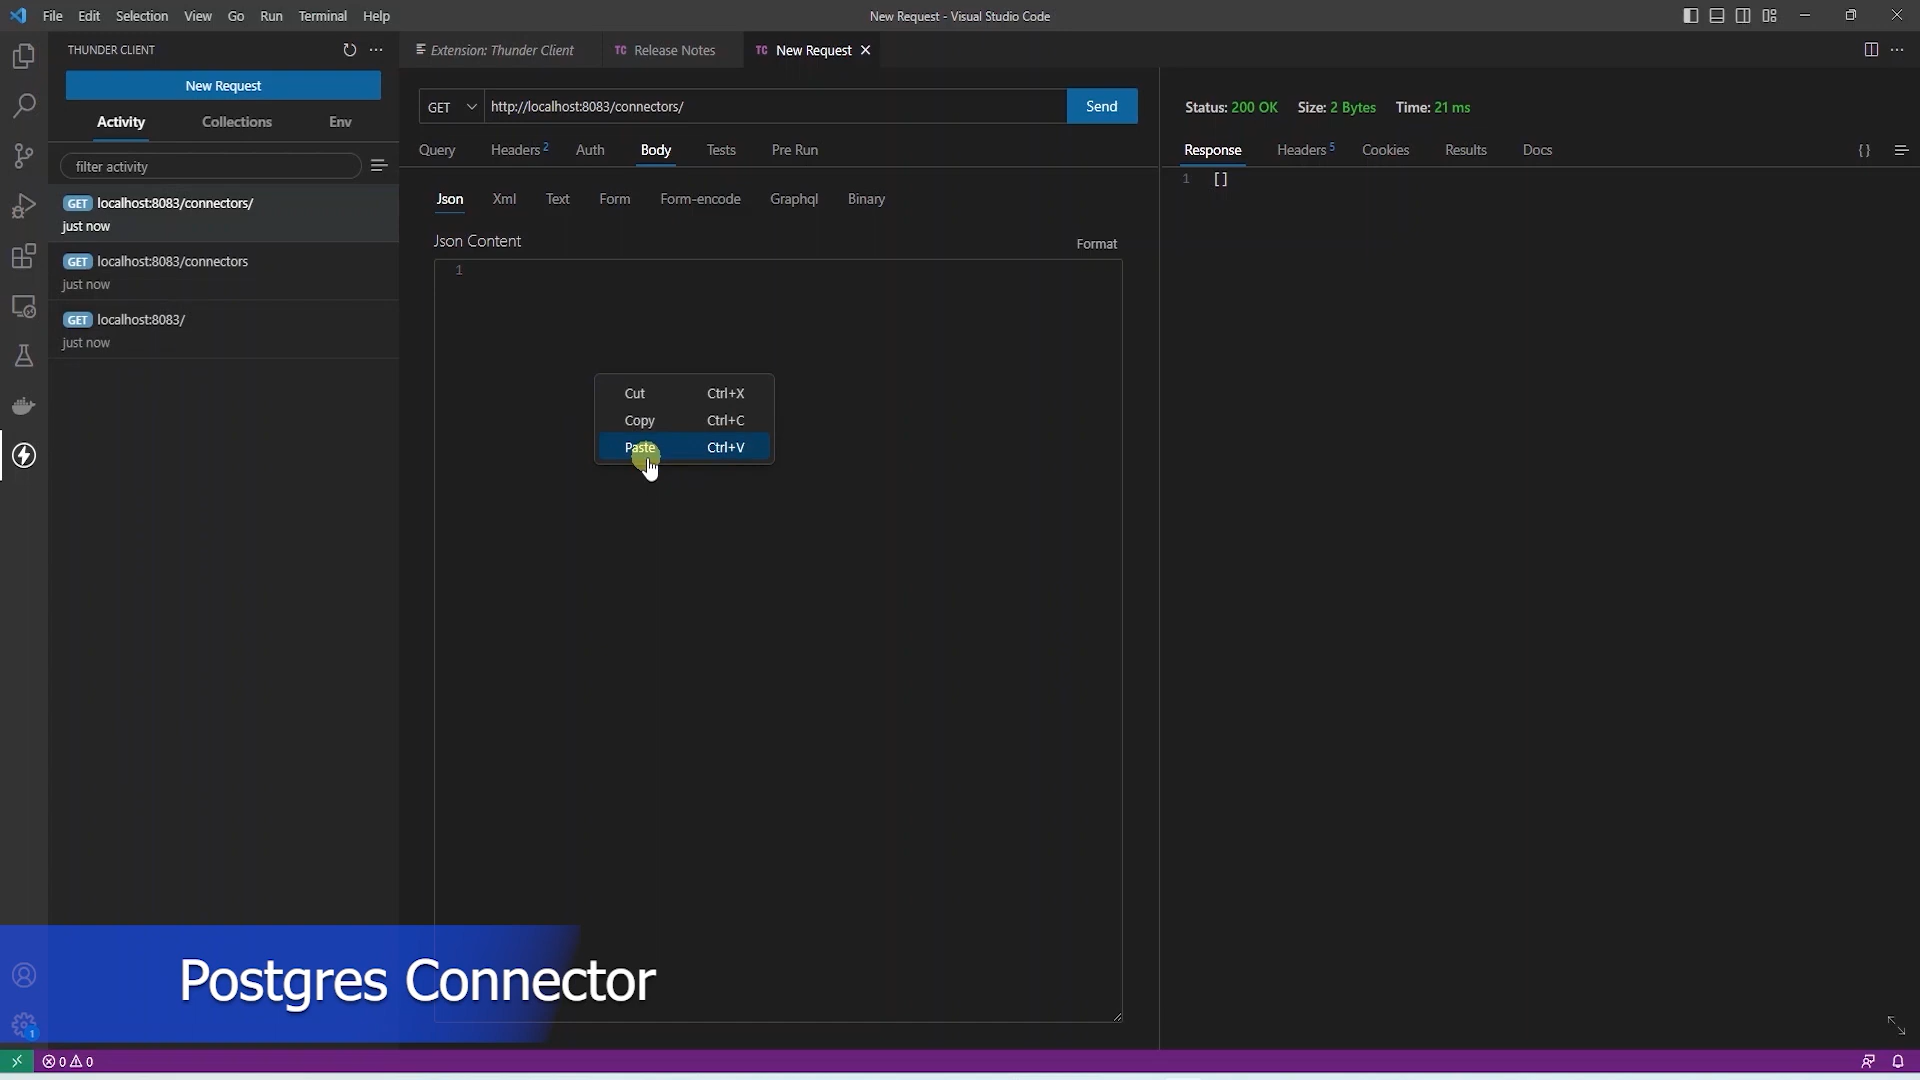 File Edit Selection View Go Run Terminal Help
New Request - Visual Studio Code
THUNDER CLIENT
New Request
Activity Collections Env
filter activity
GET localhost:8083/connectors/
just now
GET localhost:8083/connectors
just now
GET localhost:8083/
just now
Extension: Thunder Client
TC Release Notes
TC New Request
GET http://localhost:8083/connectors/ Send
Query Headers 2 Auth Body Tests Pre Run
Json Xml Text Form Form-encode Graphql Binary
Json Content Format
1
Cut Ctrl+X
Copy Ctrl+C
Paste Ctrl+V
Status: 200 OK Size: 2 Bytes Time: 21 ms
Response Headers 5 Cookies Results Docs {}
1 []
Postgres Connector
1
0 0